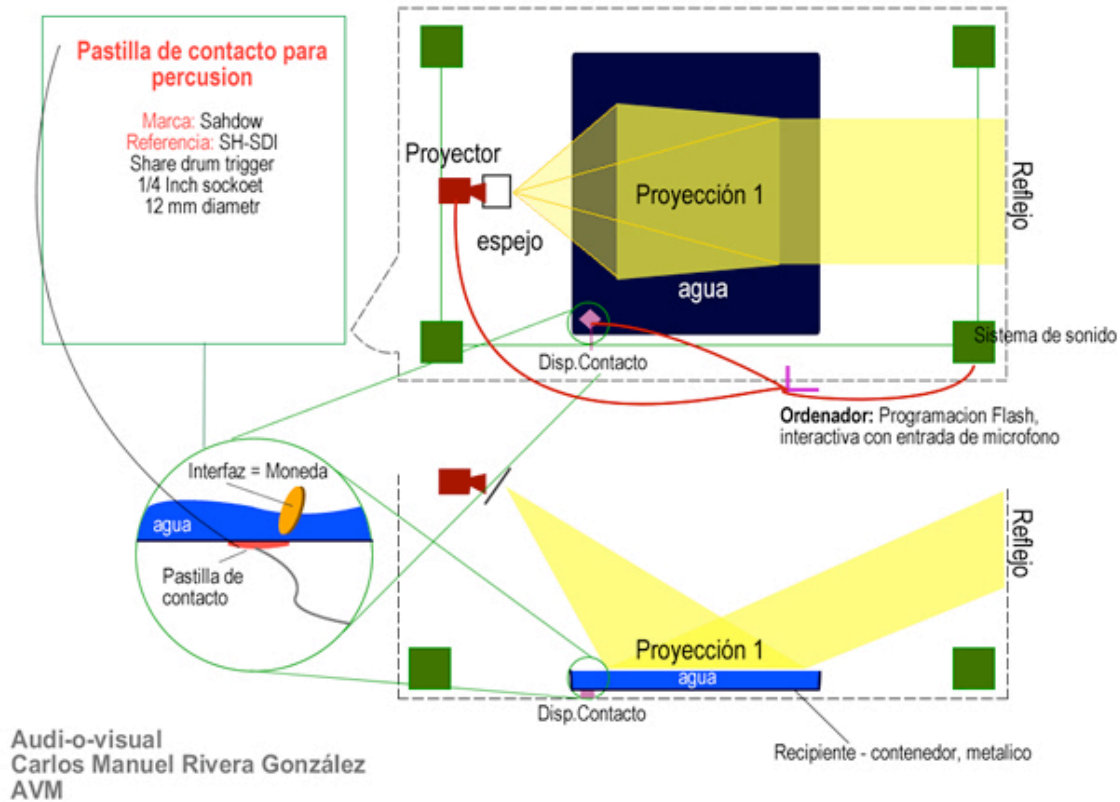 Pastilla de contacto para
percusion
Marca: Sahdow
Referencia: SH-SDI
Share drum trigger
1/4 Inch sockoet
12 mm diametr
Proyector
espejo
Proyección 1
agua
Reflejo
Sistema de sonido
Disp.Contacto
Ordenador: Programacion Flash,
interactiva con entrada de microfono
Interfaz = Moneda
agua
Pastilla de
contacto
Reflejo
Proyección 1
agua
Disp.Contacto
Recipiente - contenedor, metalico
Audi-o-visual
Carlos Manuel Rivera González
AVM